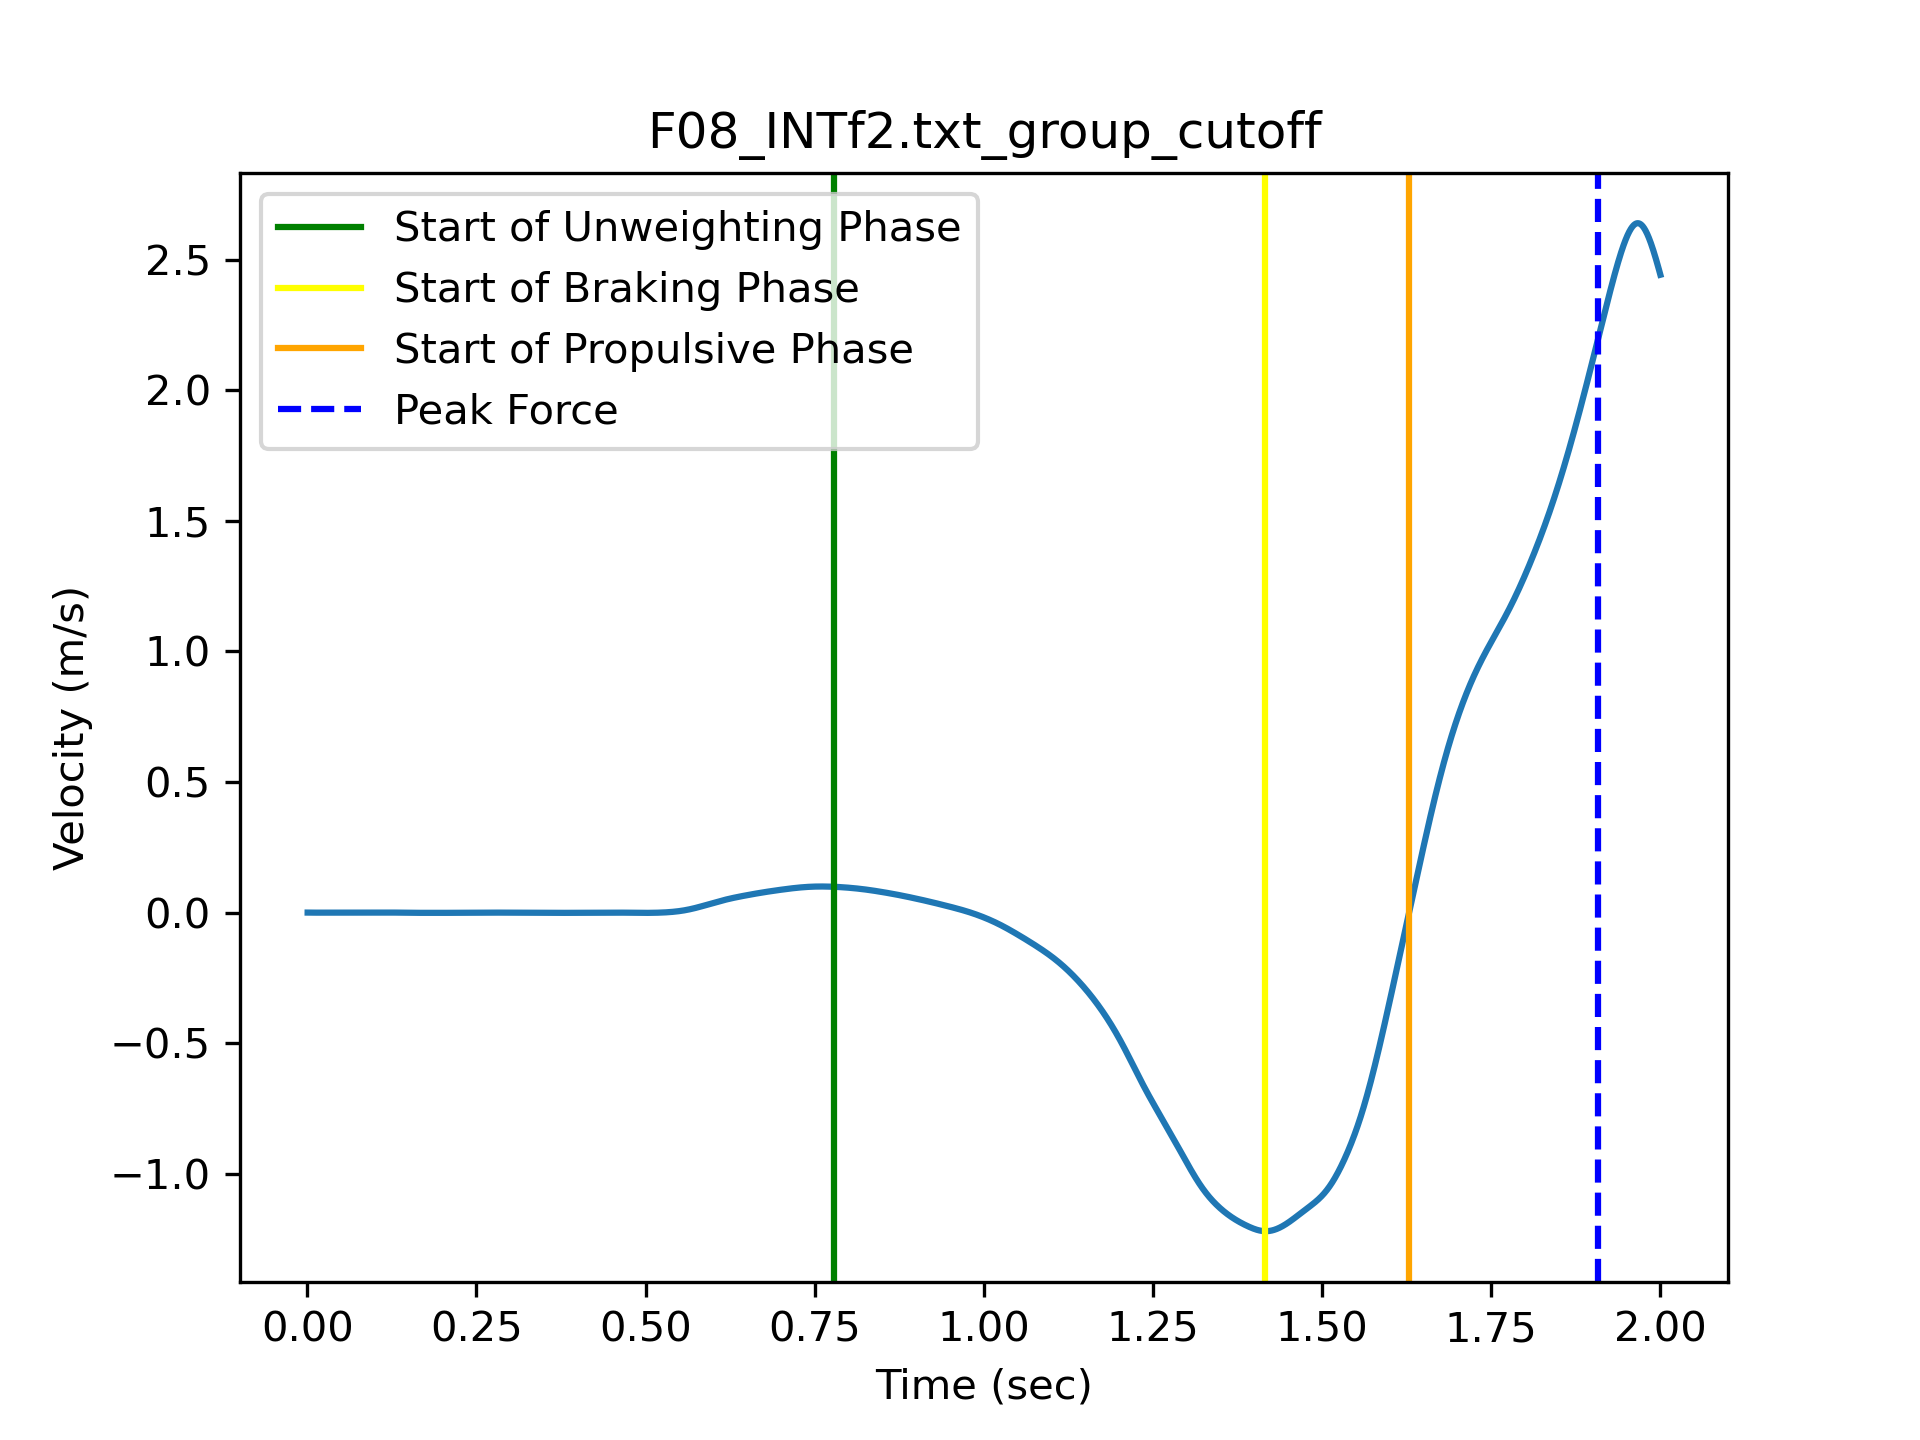 F08_INTf2.txt_group_cutoff
Start of Unweighting Phase
Start of Braking Phase
Start of Propulsive Phase
Peak Force
Velocity (m/s)
2.5
2.0
1.5
1.0
0.5
0.0
−0.5
−1.0
0.00 0.25 0.50 0.75 1.00 1.25 1.50 1.75 2.00
Time (sec)